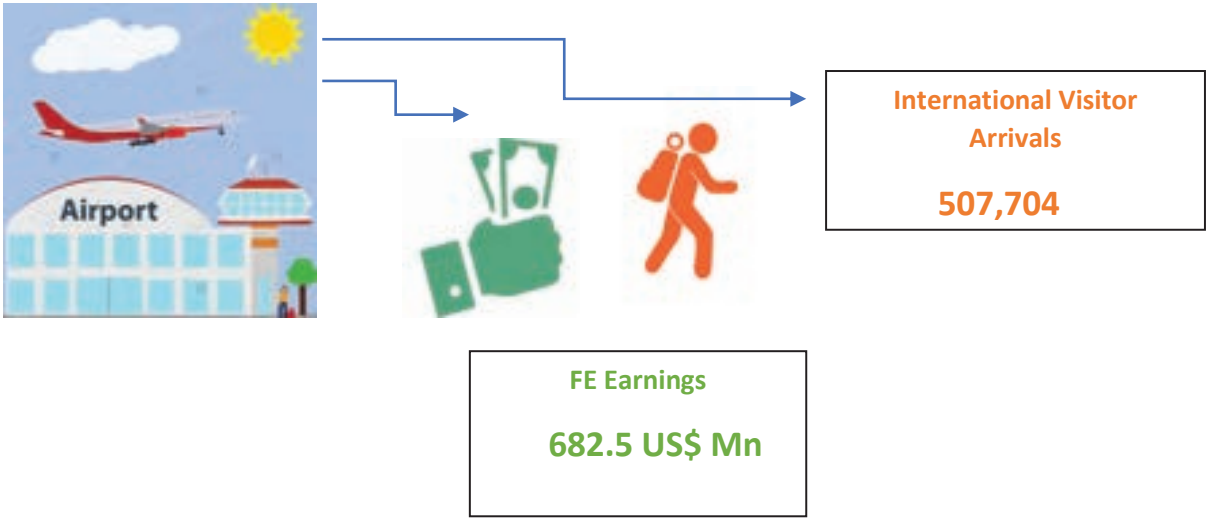 Airport
International Visitor
Arrivals
507,704
FE Earnings
682.5 US$ Mn